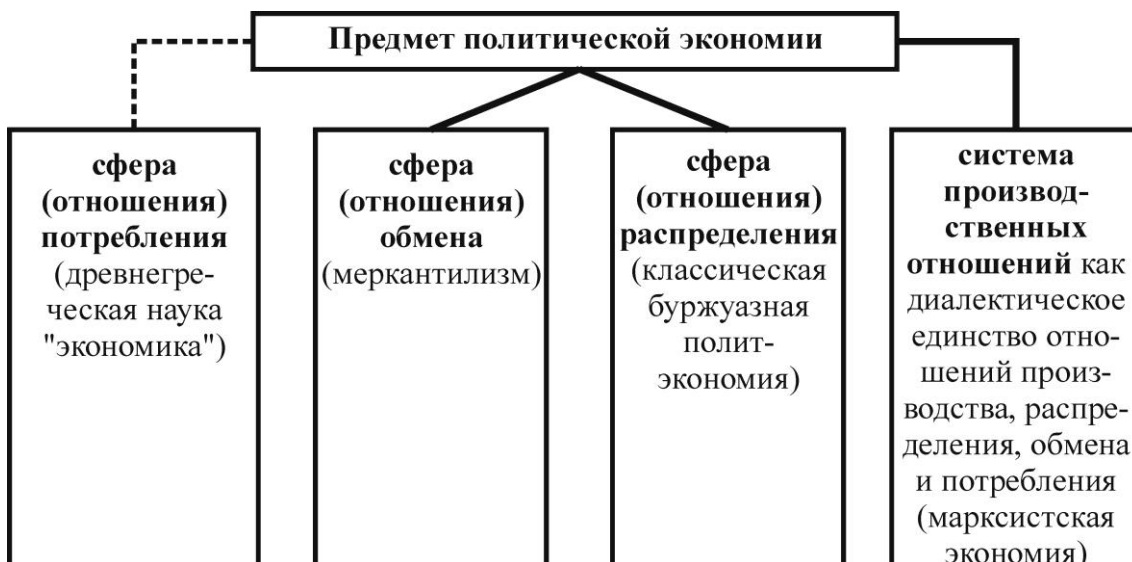 Предмет политической экономии
сфера
(отношения)
потребления
(древнегре-
ческая наука
"экономика")
сфера
(отношения)
обмена
(меркантилизм)
сфера
(отношения)
распределения
(классическая
буржуазная
полит-
экономия)
система
производ-
ственных
отношений как
диалектическое
единство отно-
шений произ-
водства, распре-
деления, обмена
и потребления
(марксистская
экономия)